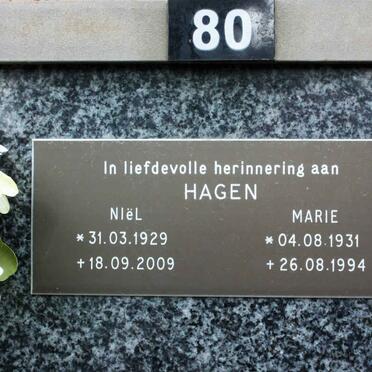 80
In liefdevolle herinnering aan
HAGEN
NIëL MARIE
* 31.03.1929 * 04.08.1931
+ 18.09.2009 + 26.08.1994